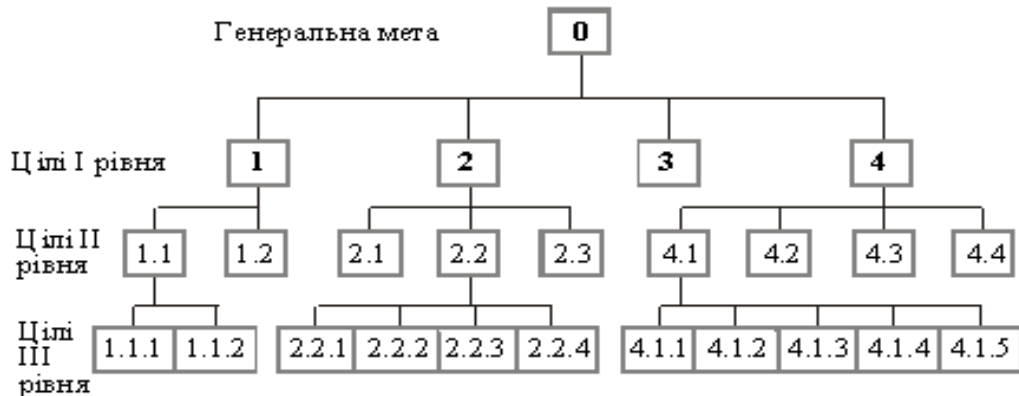 Генеральна мета 0
Цілі І рівня 1 2 3 4
Цілі ІІ
рівня 1.1 1.2 2.1 2.2 2.3 4.1 4.2 4.3 4.4
Цілі
ІІІ
рівня 1.1.1 1.1.2 2.2.1 2.2.2 2.2.3 2.2.4 4.1.1 4.1.2 4.1.3 4.1.4 4.1.5